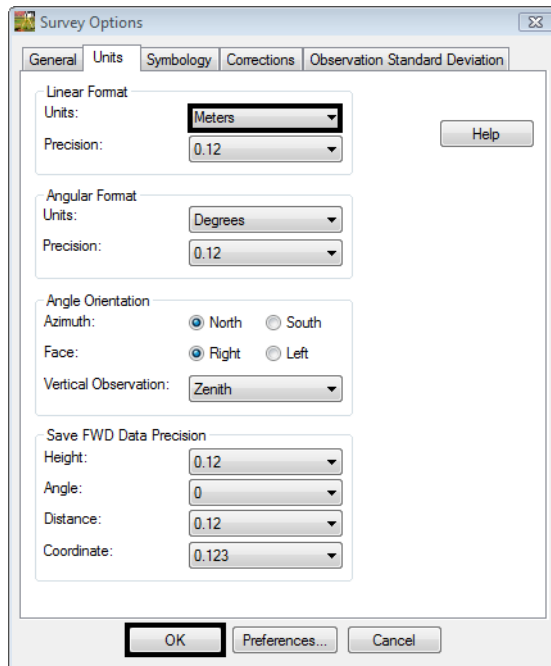 Survey Options
General Units Symbology Corrections Observation Standard Deviation
Linear Format
Units: Meters
Precision: 0.12
Help
Angular Format
Units: Degrees
Precision: 0.12
Angle Orientation
Azimuth: North South
Face: Right Left
Vertical Observation: Zenith
Save FWD Data Precision
Height: 0.12
Angle: 0
Distance: 0.12
Coordinate: 0.123
OK Preferences... Cancel